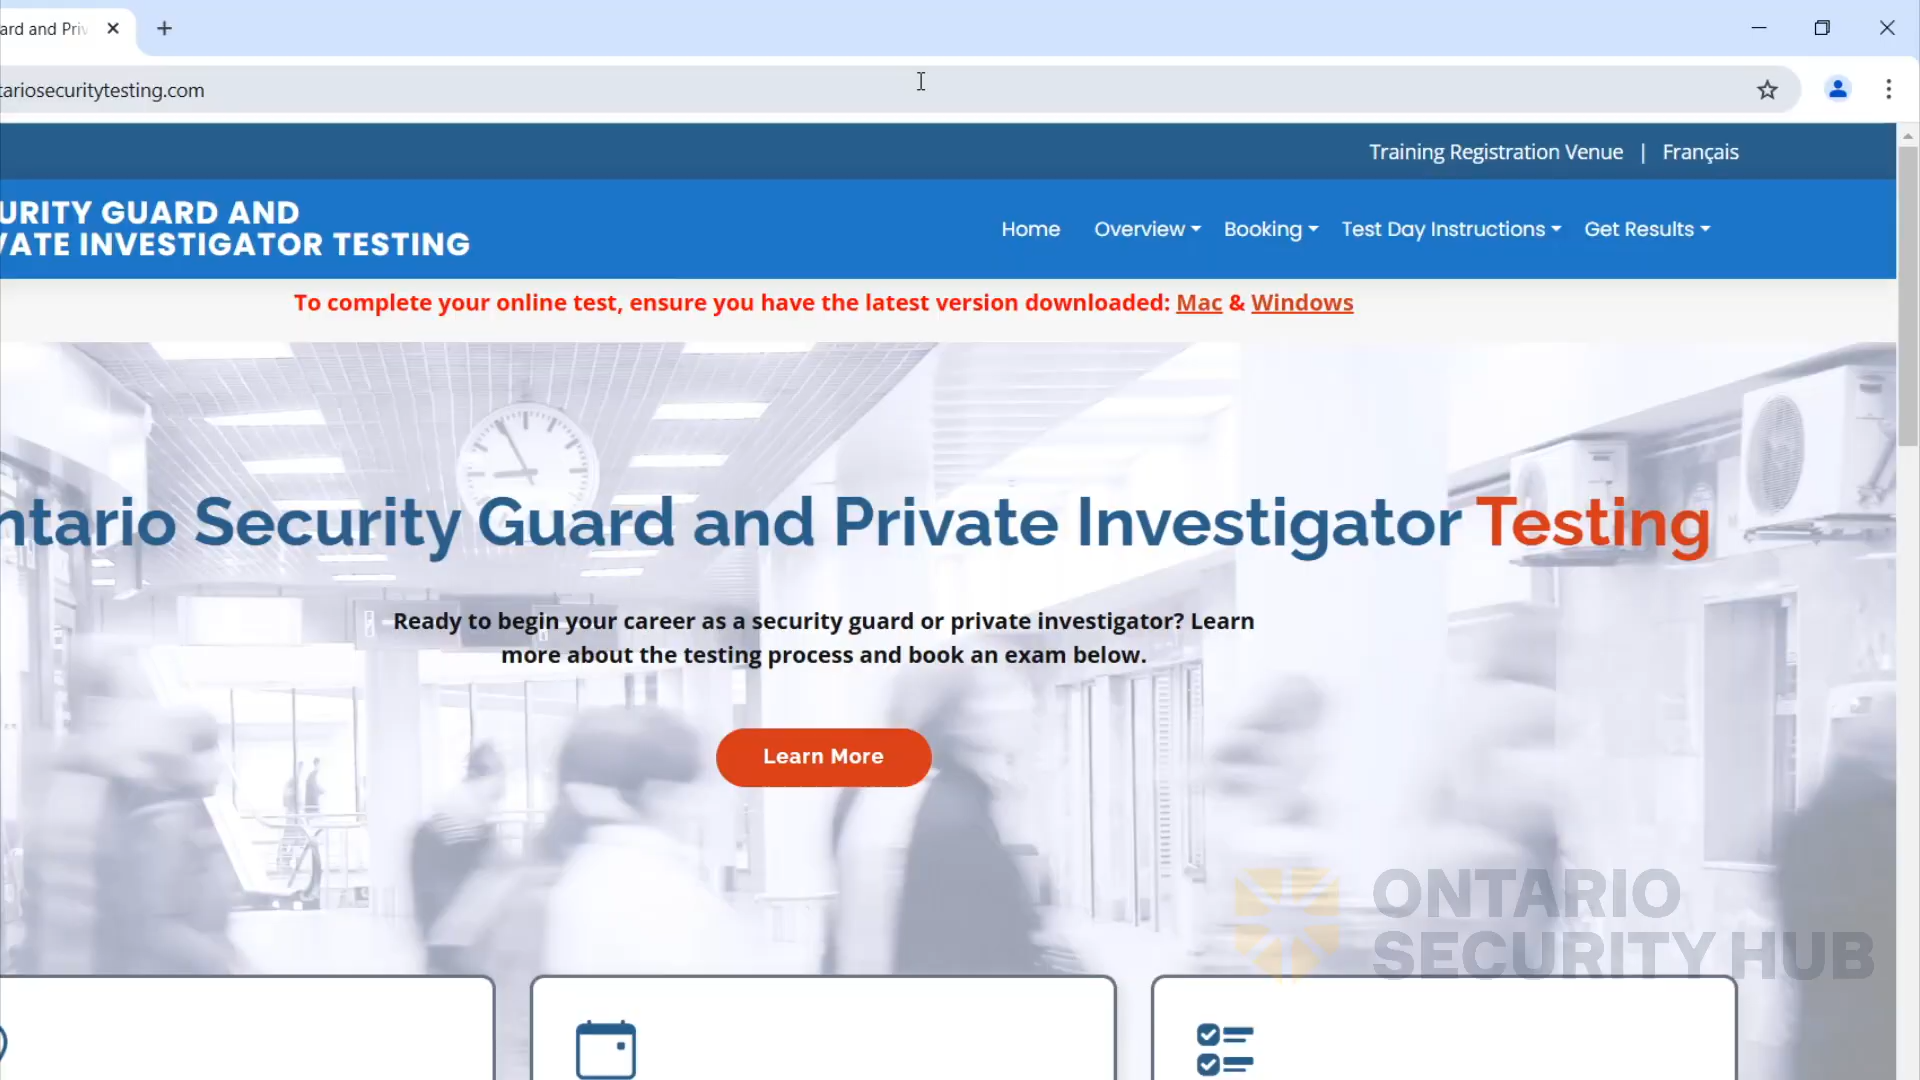 ard and Priv
tariosecuritytesting.com
Training Registration Venue | Français
URITY GUARD AND
VATE INVESTIGATOR TESTING
Home Overview Booking Test Day Instructions Get Results
To complete your online test, ensure you have the latest version downloaded: Mac & Windows
ntario Security Guard and Private Investigator Testing
Ready to begin your career as a security guard or private investigator? Learn
more about the testing process and book an exam below.
Learn More
ONTARIO
SECURITY HUB